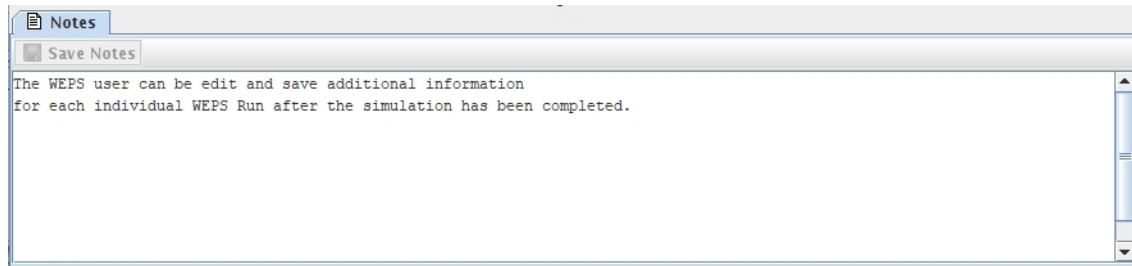 Notes
Save Notes
The WEPS user can be edit and save additional information
for each individual WEPS Run after the simulation has been completed.